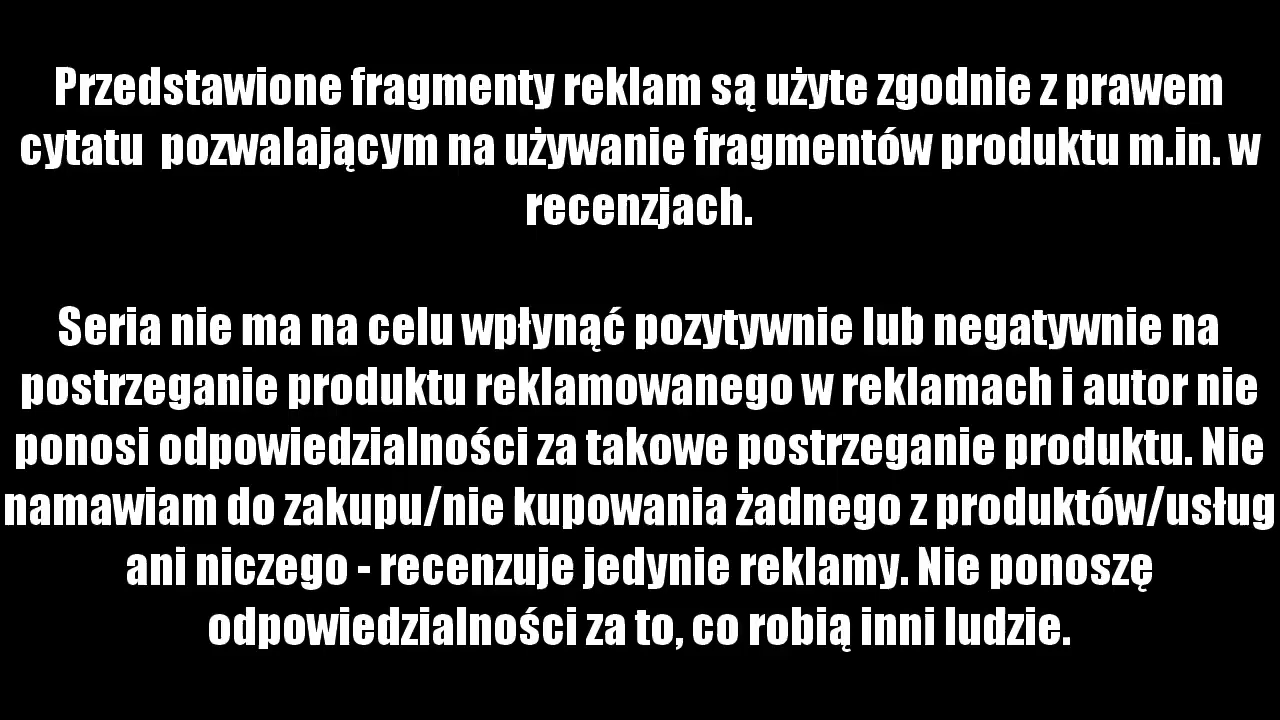 Przedstawione fragmenty reklam są użyte zgodnie z prawem
cytatu  pozwalającym na używanie fragmentów produktu m.in. w
recenzjach.
Seria nie ma na celu wpłynąć pozytywnie lub negatywnie na
postrzeganie produktu reklamowanego w reklamach i autor nie
ponosi odpowiedzialności za takowe postrzeganie produktu. Nie
namawiam do zakupu/nie kupowania żadnego z produktów/usług
ani niczego - recenzuje jedynie reklamy. Nie ponoszę
odpowiedzialności za to, co robią inni ludzie.